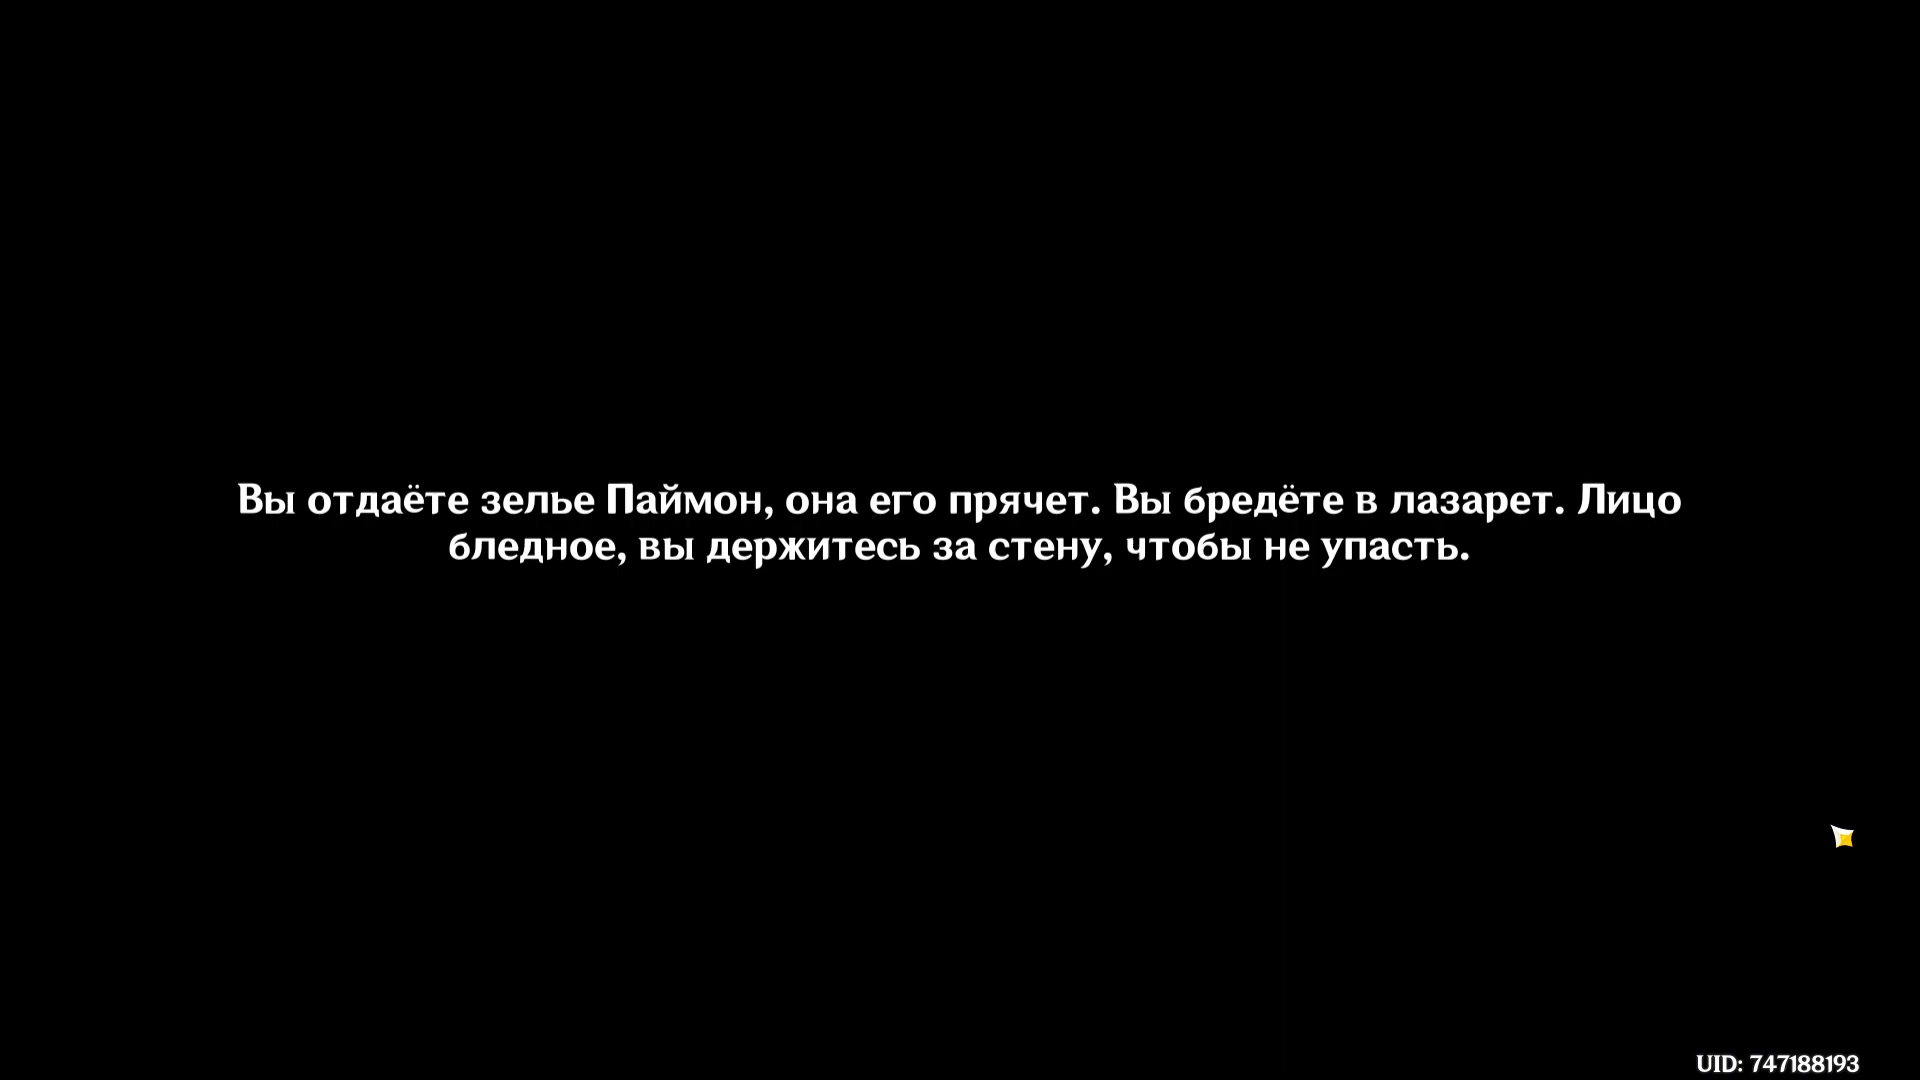 Вы отдаёте зелье Паймон, она его прячет. Вы бредёте в лазарет. Лицо
бледное, вы держитесь за стену, чтобы не упасть.
UID: 747188193